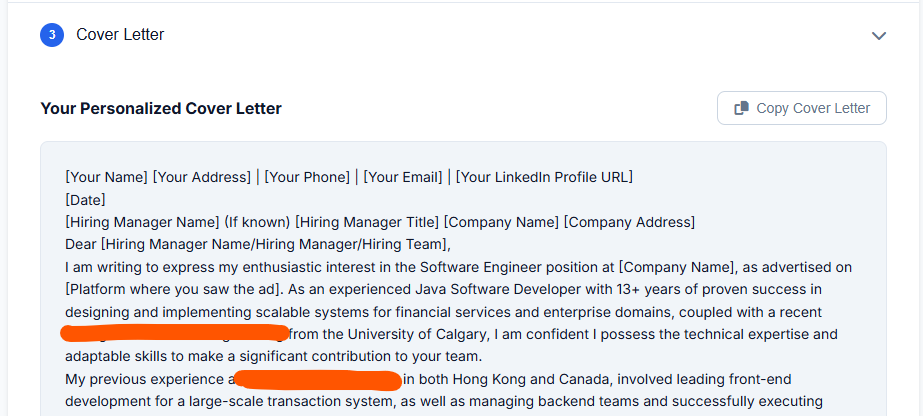 3 Cover Letter
Your Personalized Cover Letter
Copy Cover Letter
[Your Name] [Your Address] | [Your Phone] | [Your Email] | [Your LinkedIn Profile URL]
[Date]
[Hiring Manager Name] (If known) [Hiring Manager Title] [Company Name] [Company Address]
Dear [Hiring Manager Name/Hiring Manager/Hiring Team],
I am writing to express my enthusiastic interest in the Software Engineer position at [Company Name], as advertised on
[Platform where you saw the ad]. As an experienced Java Software Developer with 13+ years of proven success in
designing and implementing scalable systems for financial services and enterprise domains, coupled with a recent
from the University of Calgary, I am confident I possess the technical expertise and
adaptable skills to make a significant contribution to your team.
My previous experience in both Hong Kong and Canada, involved leading front-end
development for a large-scale transaction system, as well as managing backend teams and successfully executing